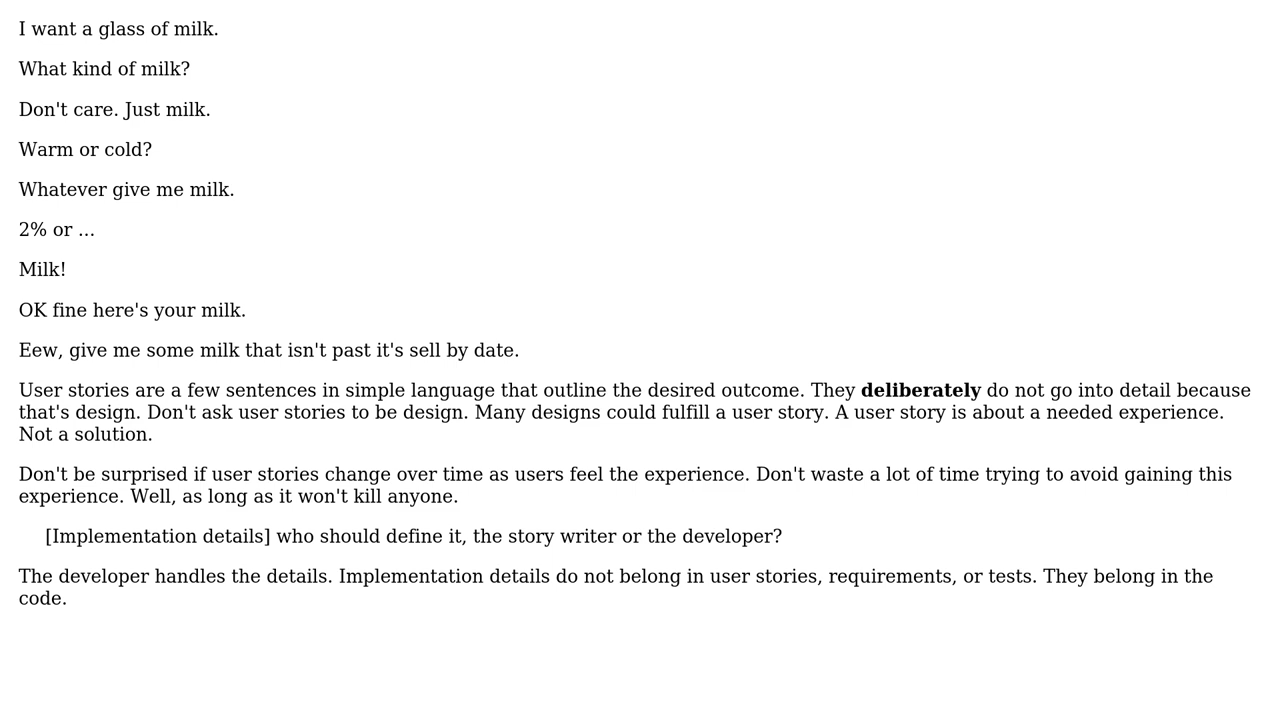 I want a glass of milk.
What kind of milk?
Don't care. Just milk.
Warm or cold?
Whatever give me milk.
2% or ...
Milk!
OK fine here's your milk.
Eew, give me some milk that isn't past it's sell by date.
User stories are a few sentences in simple language that outline the desired outcome. They deliberately do not go into detail because
that's design. Don't ask user stories to be design. Many designs could fulfill a user story. A user story is about a needed experience.
Not a solution.
Don't be surprised if user stories change over time as users feel the experience. Don't waste a lot of time trying to avoid gaining this
experience. Well, as long as it won't kill anyone.
[Implementation details] who should define it, the story writer or the developer?
The developer handles the details. Implementation details do not belong in user stories, requirements, or tests. They belong in the
code.